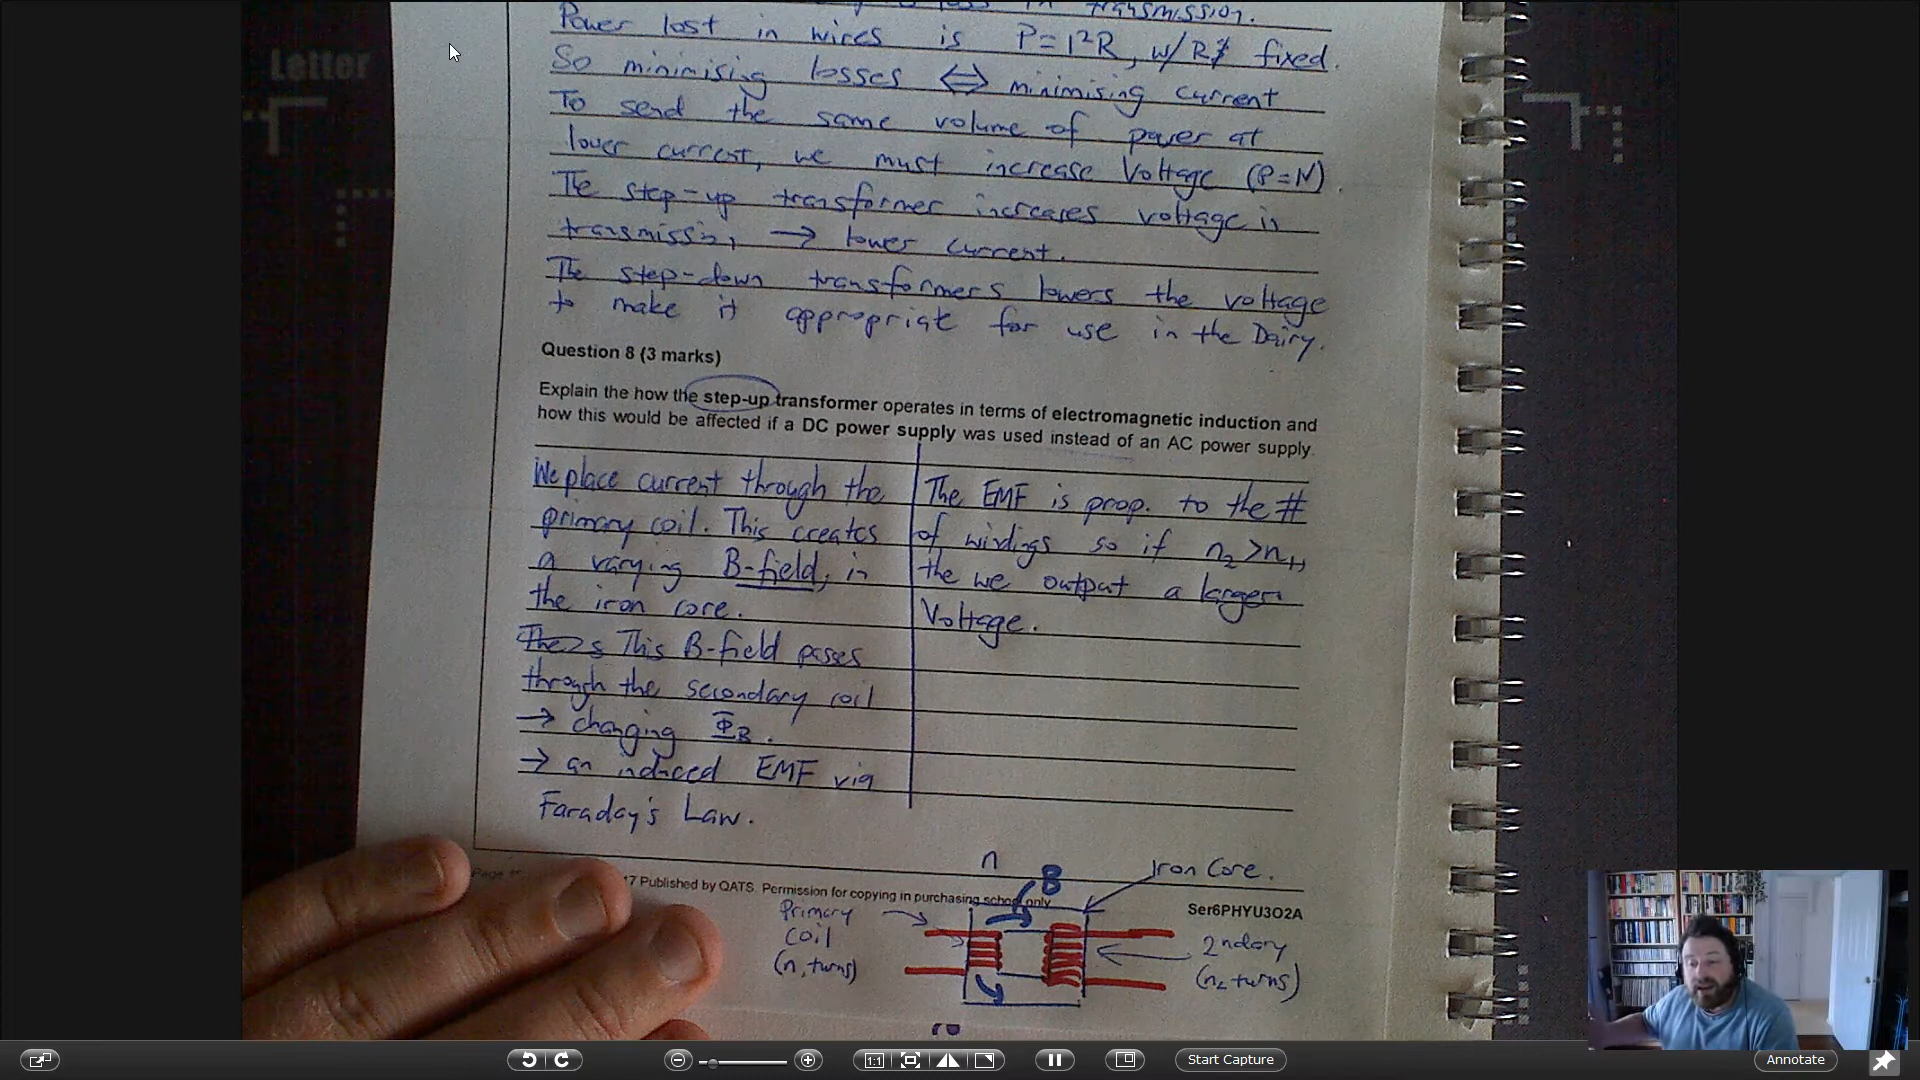 Letter
transmission.
Power lost in wires is P=I²R, w/ R fixed.
So minimising losses ⇔ minimising current
To send the same volume of power at
lower current, we must increase Voltage (P=IV).
The step-up transformer increases voltage in
transmission, → lower current.
The step-down transformers lowers the voltage
to make it appropriate for use in the Dairy.
Question 8 (3 marks)
Explain the how the step-up transformer operates in terms of electromagnetic induction and
how this would be affected if a DC power supply was used instead of an AC power supply.
We place current through the
primary coil. This creates
a varying B-field, in
the iron core.
This B-field passes
through the secondary coil
→ changing Φ_B.
→ an induced EMF via
Faraday's Law.
The EMF is prop. to the #
of windings so if n₂>n₁,
the we output a larger
Voltage.
17 Published by QATS. Permission for copying in purchasing school only
Ser6PHYU3O2A
n
B
Iron Core.
Primary
coil
(n₁ turns)
2ndary
(n₂ turns)
1:1
Start Capture
Annotate